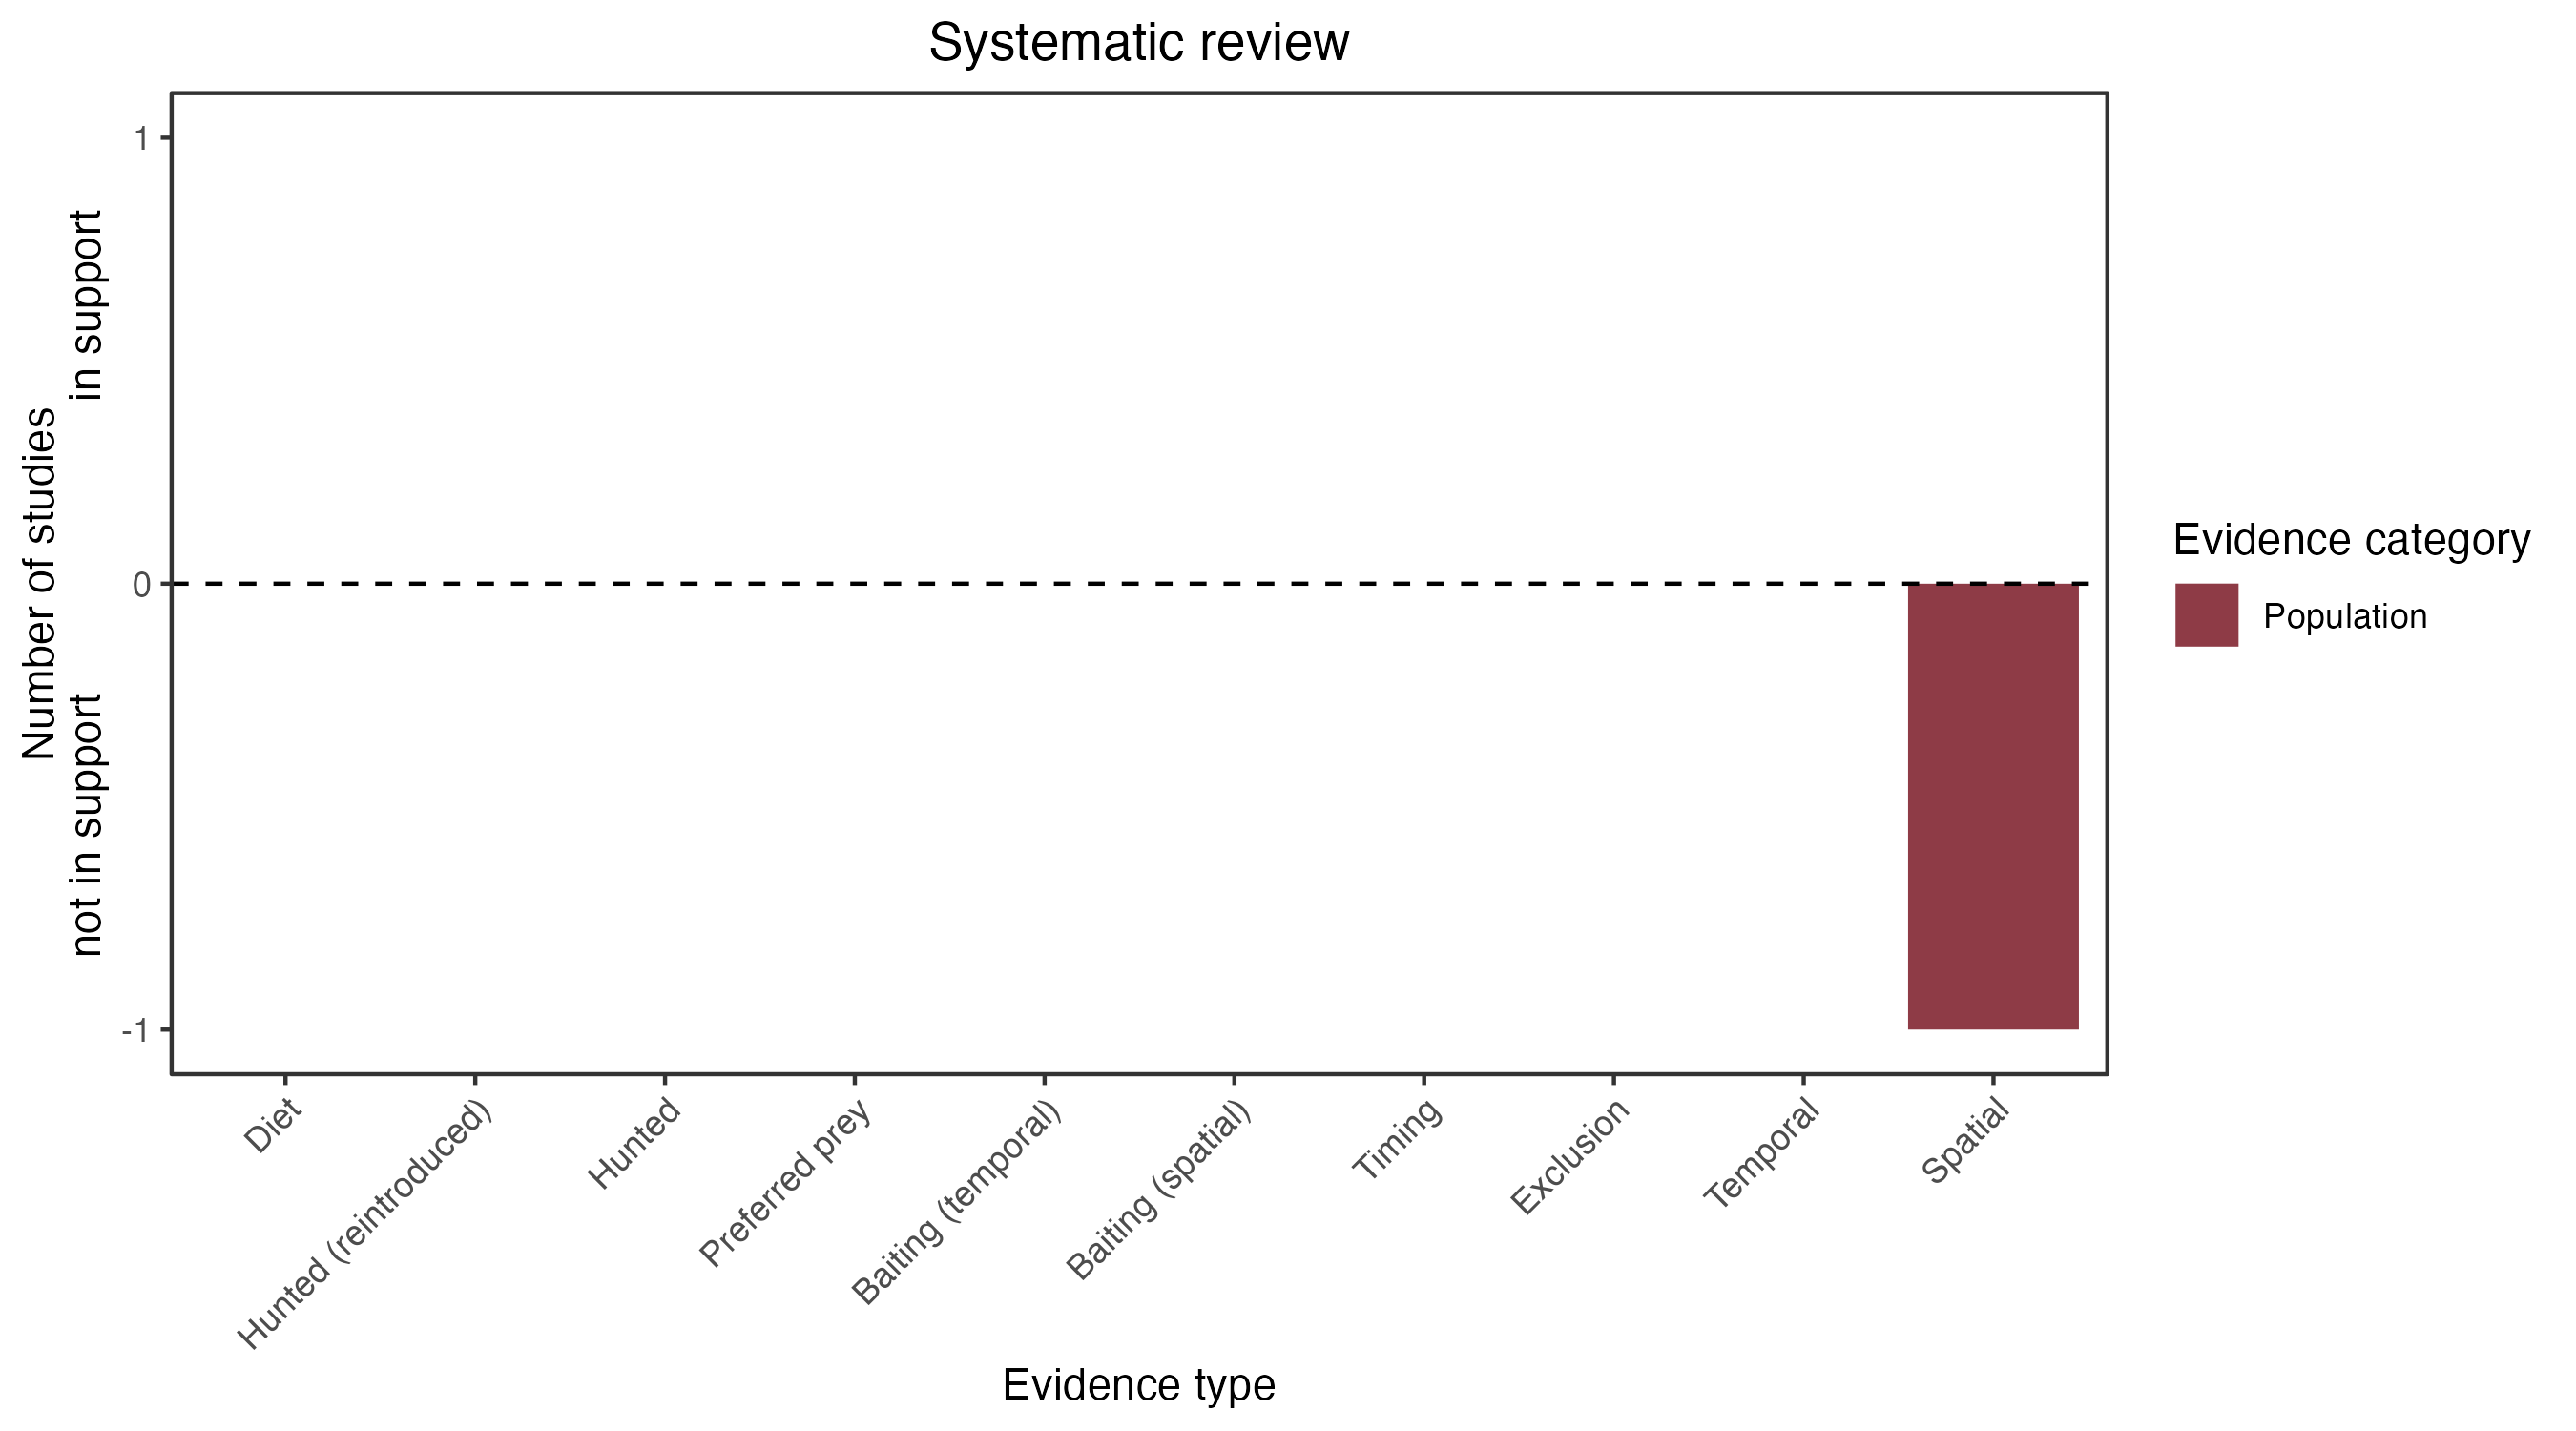 Systematic review
Number of studies
not in support
in support
1
0
-1
Diet
Hunted (reintroduced)
Hunted
Preferred prey
Baiting (temporal)
Baiting (spatial)
Timing
Exclusion
Temporal
Spatial
Evidence type
Evidence category
Population